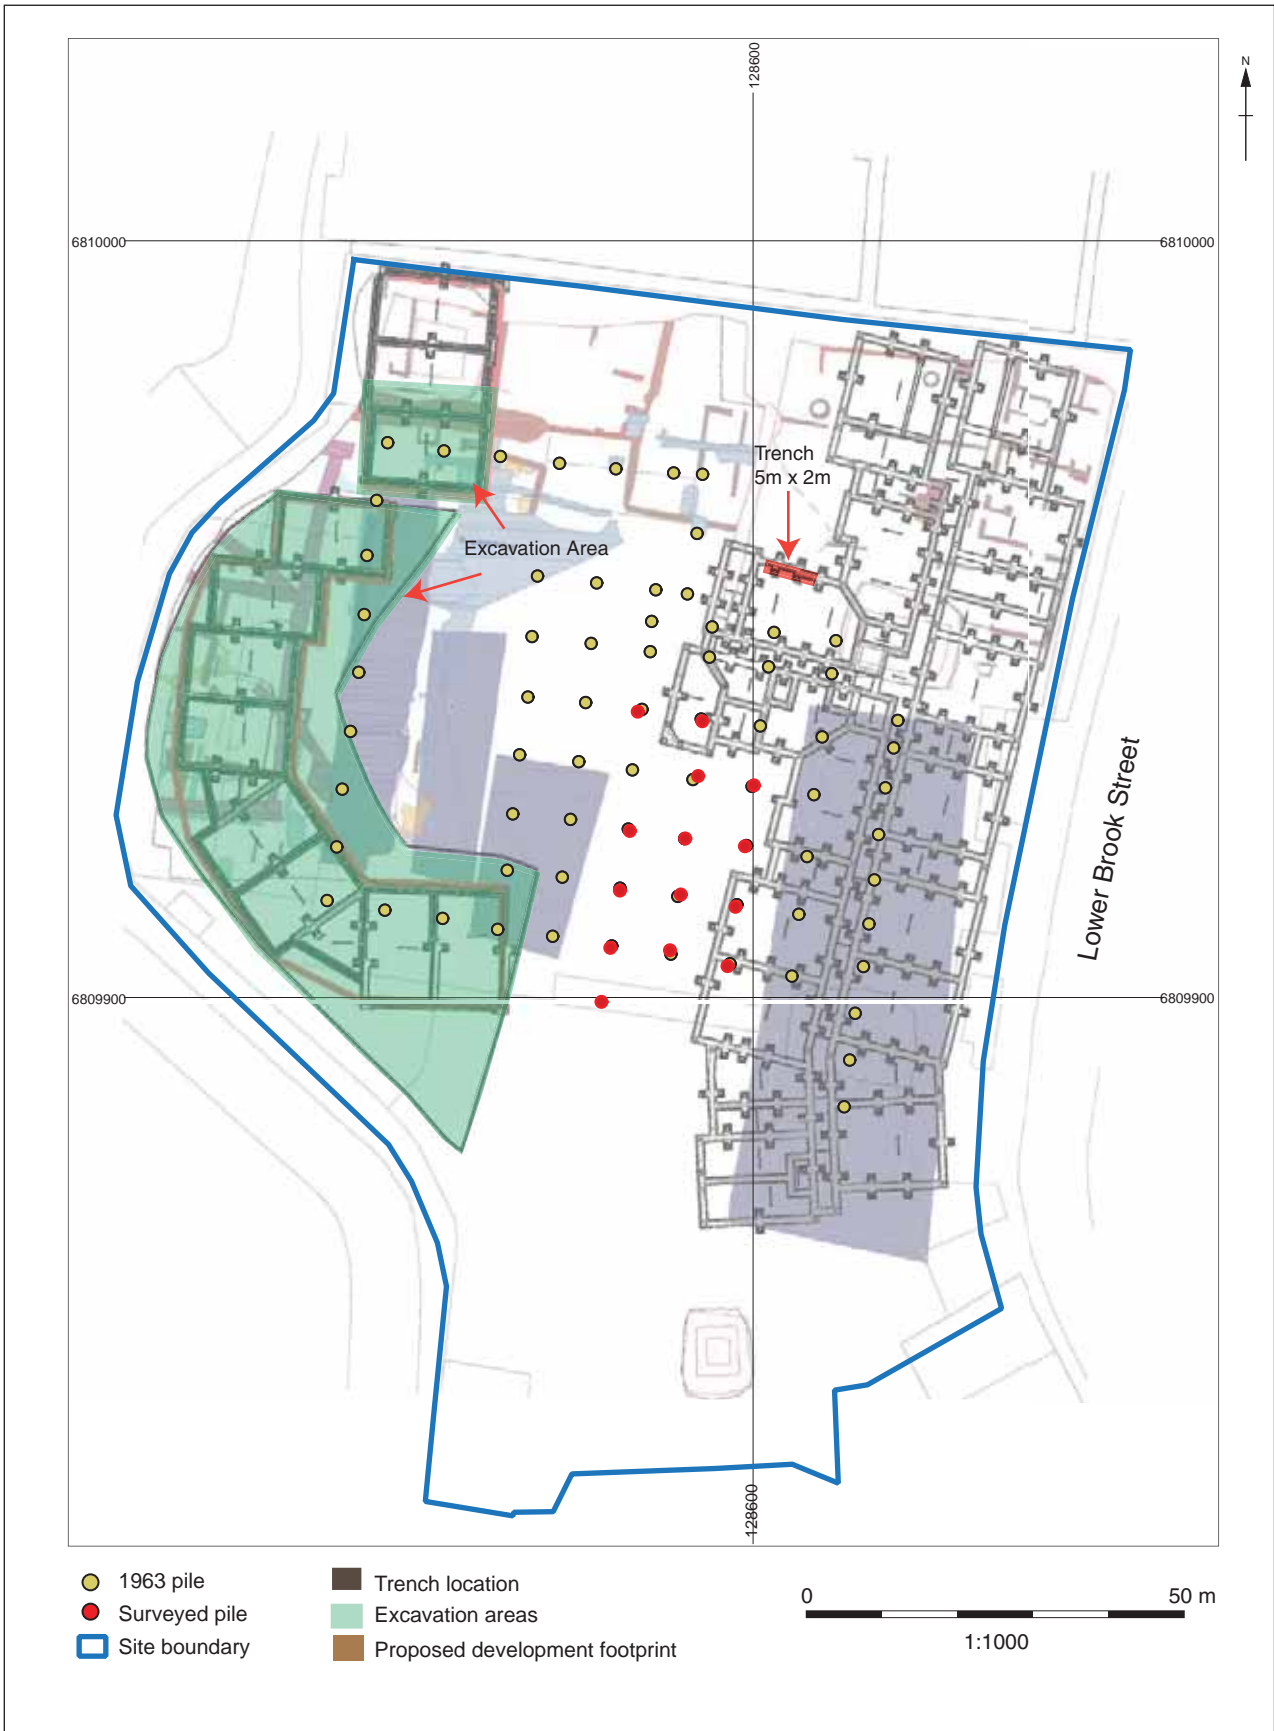 128600
N
6810000
6810000
Trench
5m x 2m
Excavation Area
Lower Brook Street
6809900
6809900
128600
1963 pile
Surveyed pile
Site boundary
Trench location
Excavation areas
Proposed development footprint
0
50 m
1:1000